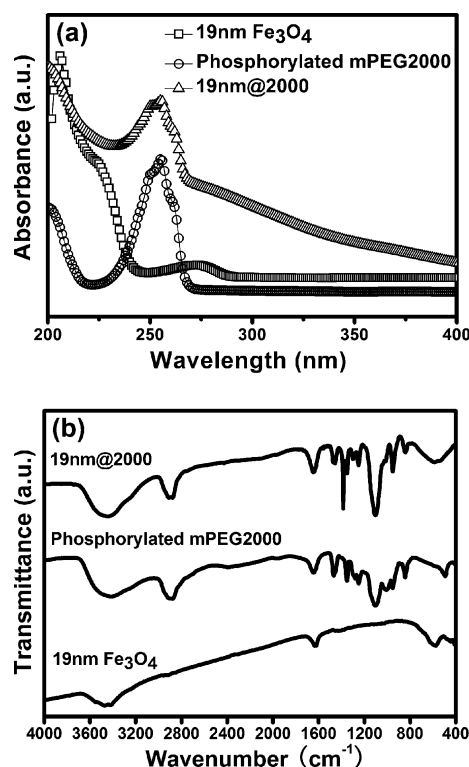 (a)
19nm Fe₃O₄
Phosphorylated mPEG2000
19nm@2000
Absorbance (a.u.)
200 250 300 350 400
Wavelength (nm)
(b)
19nm@2000
Phosphorylated mPEG2000
19nm Fe₃O₄
Transmittance (a.u.)
4000 3600 3200 2800 2400 2000 1600 1200 800 400
Wavenumber (cm⁻¹)